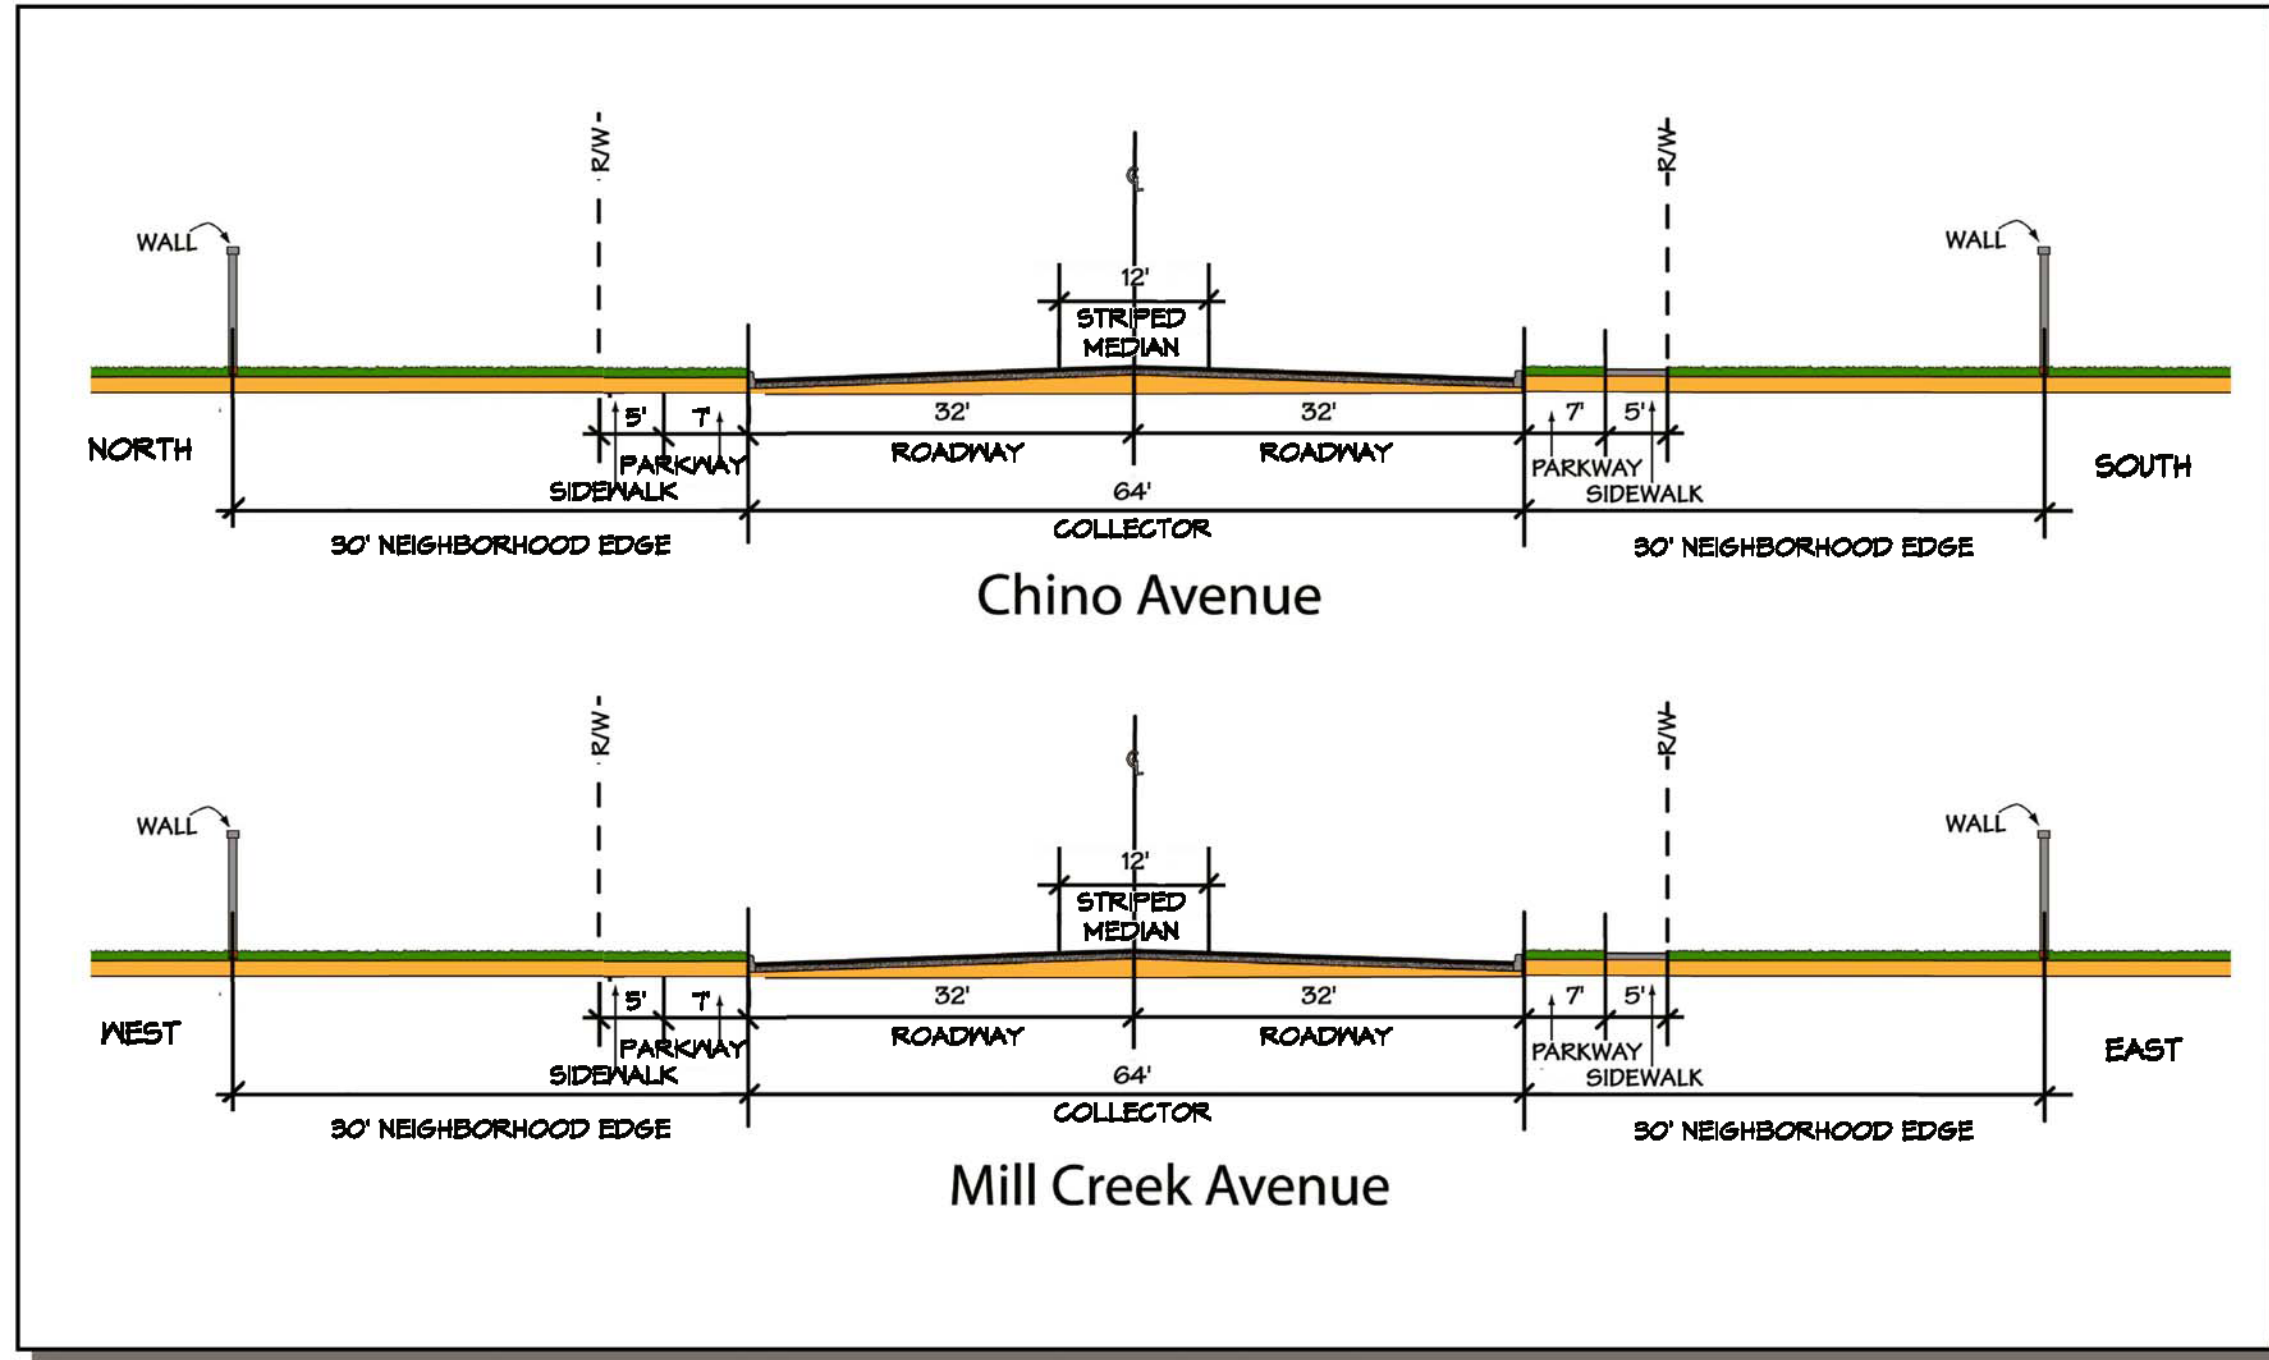 R/W
R/W
℄
WALL
WALL
12'
STRIPED
MEDIAN
5' 7' 32' 32' 7' 5'
NORTH PARKWAY ROADWAY ROADWAY PARKWAY SOUTH
SIDEWALK 64' SIDEWALK
COLLECTOR
30' NEIGHBORHOOD EDGE 30' NEIGHBORHOOD EDGE
Chino Avenue
R/W
R/W
℄
WALL
WALL
12'
STRIPED
MEDIAN
5' 7' 32' 32' 7' 5'
WEST PARKWAY ROADWAY ROADWAY PARKWAY EAST
SIDEWALK 64' SIDEWALK
COLLECTOR
30' NEIGHBORHOOD EDGE 30' NEIGHBORHOOD EDGE
Mill Creek Avenue